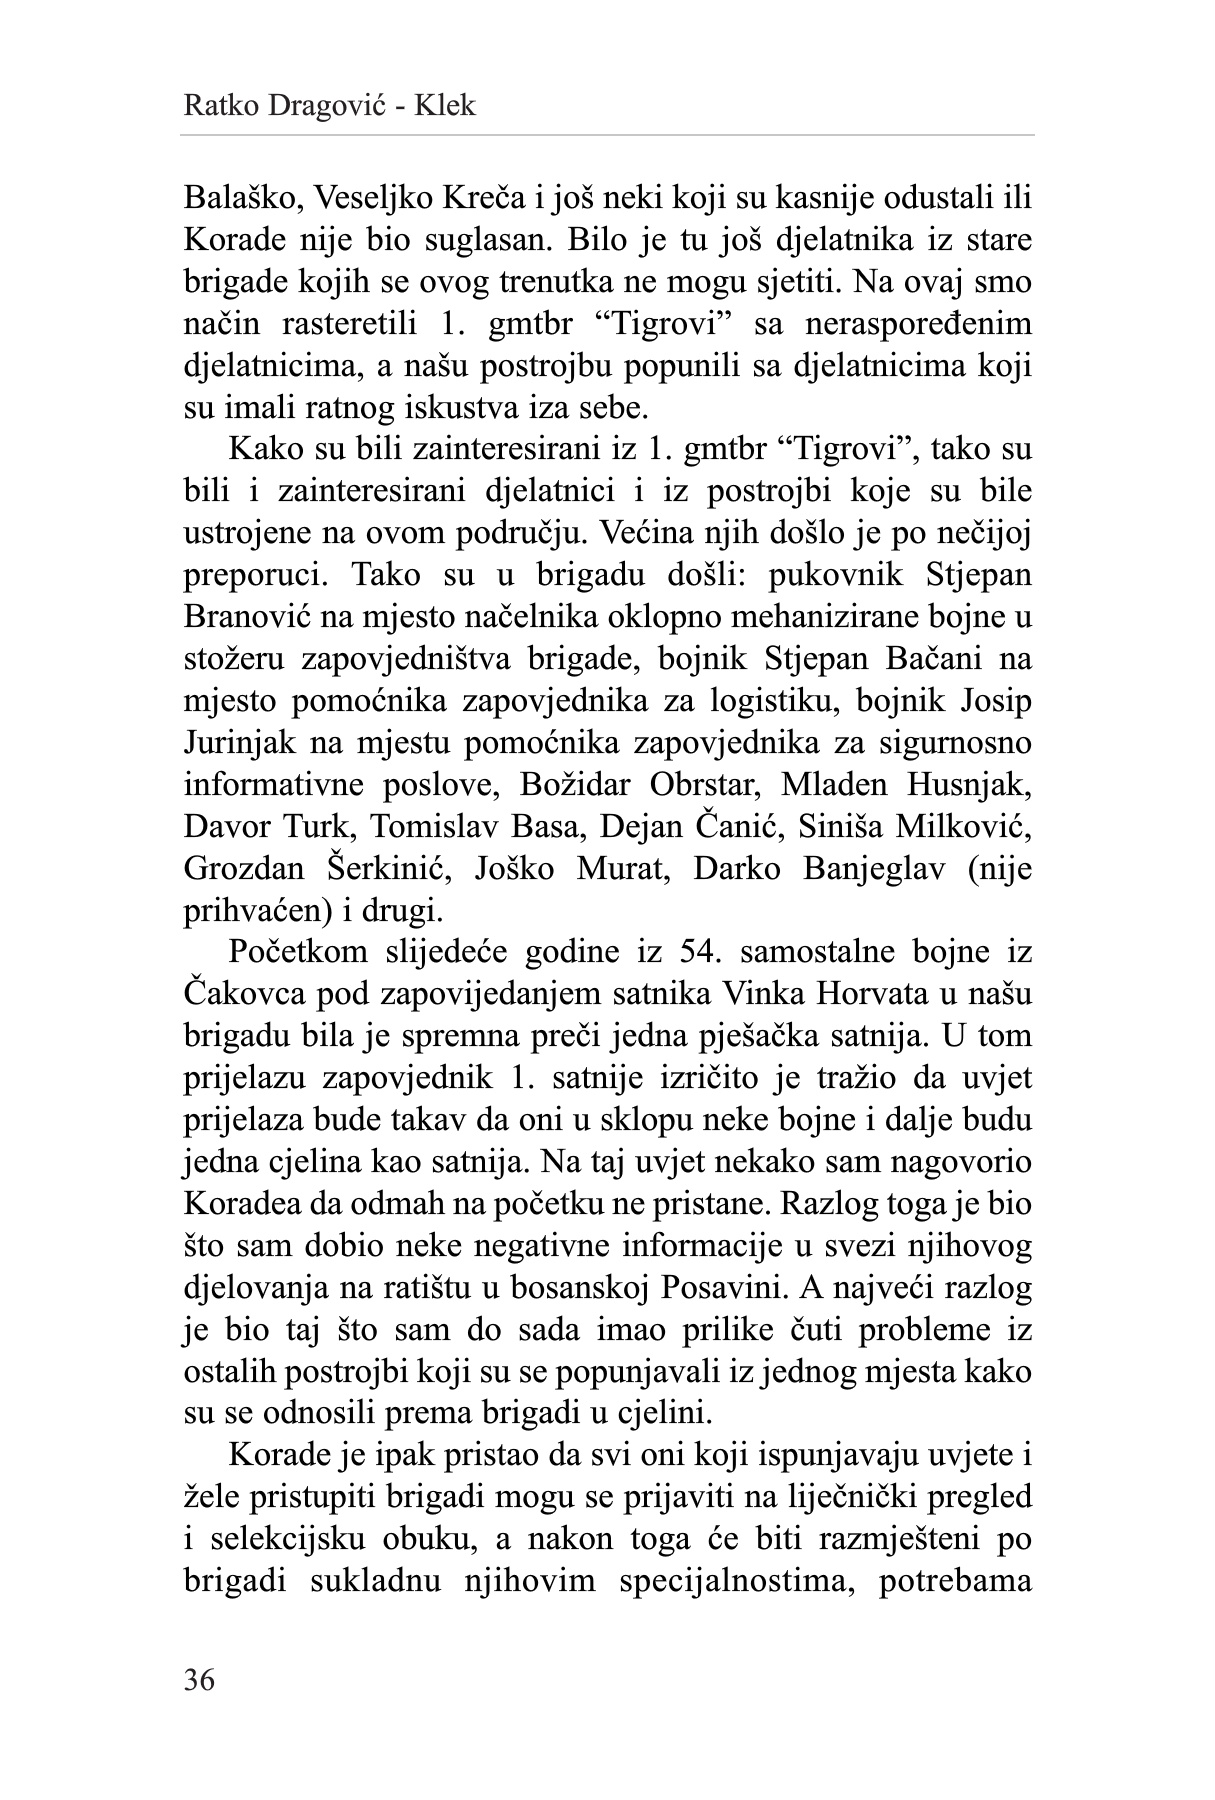 Ratko Dragović - Klek
Balaško, Veseljko Kreča i još neki koji su kasnije odustali ili
Korade nije bio suglasan. Bilo je tu još djelatnika iz stare
brigade kojih se ovog trenutka ne mogu sjetiti. Na ovaj smo
način rasteretili 1. gmtbr “Tigrovi” sa neraspoređenim
djelatnicima, a našu postrojbu popunili sa djelatnicima koji
su imali ratnog iskustva iza sebe.
Kako su bili zainteresirani iz 1. gmtbr “Tigrovi”, tako su
bili i zainteresirani djelatnici i iz postrojbi koje su bile
ustrojene na ovom području. Većina njih došlo je po nečijoj
preporuci. Tako su u brigadu došli: pukovnik Stjepan
Branović na mjesto načelnika oklopno mehanizirane bojne u
stožeru zapovjedništva brigade, bojnik Stjepan Bačani na
mjesto pomoćnika zapovjednika za logistiku, bojnik Josip
Jurinjak na mjestu pomoćnika zapovjednika za sigurnosno
informativne poslove, Božidar Obrstar, Mladen Husnjak,
Davor Turk, Tomislav Basa, Dejan Čanić, Siniša Milković,
Grozdan Šerkinić, Joško Murat, Darko Banjeglav (nije
prihvaćen) i drugi.
Početkom slijedeće godine iz 54. samostalne bojne iz
Čakovca pod zapovijedanjem satnika Vinka Horvata u našu
brigadu bila je spremna preči jedna pješačka satnija. U tom
prijelazu zapovjednik 1. satnije izričito je tražio da uvjet
prijelaza bude takav da oni u sklopu neke bojne i dalje budu
jedna cjelina kao satnija. Na taj uvjet nekako sam nagovorio
Koradea da odmah na početku ne pristane. Razlog toga je bio
što sam dobio neke negativne informacije u svezi njihovog
djelovanja na ratištu u bosanskoj Posavini. A najveći razlog
je bio taj što sam do sada imao prilike čuti probleme iz
ostalih postrojbi koji su se popunjavali iz jednog mjesta kako
su se odnosili prema brigadi u cjelini.
Korade je ipak pristao da svi oni koji ispunjavaju uvjete i
žele pristupiti brigadi mogu se prijaviti na liječnički pregled
i selekcijsku obuku, a nakon toga će biti razmješteni po
brigadi sukladnu njihovim specijalnostima, potrebama
36